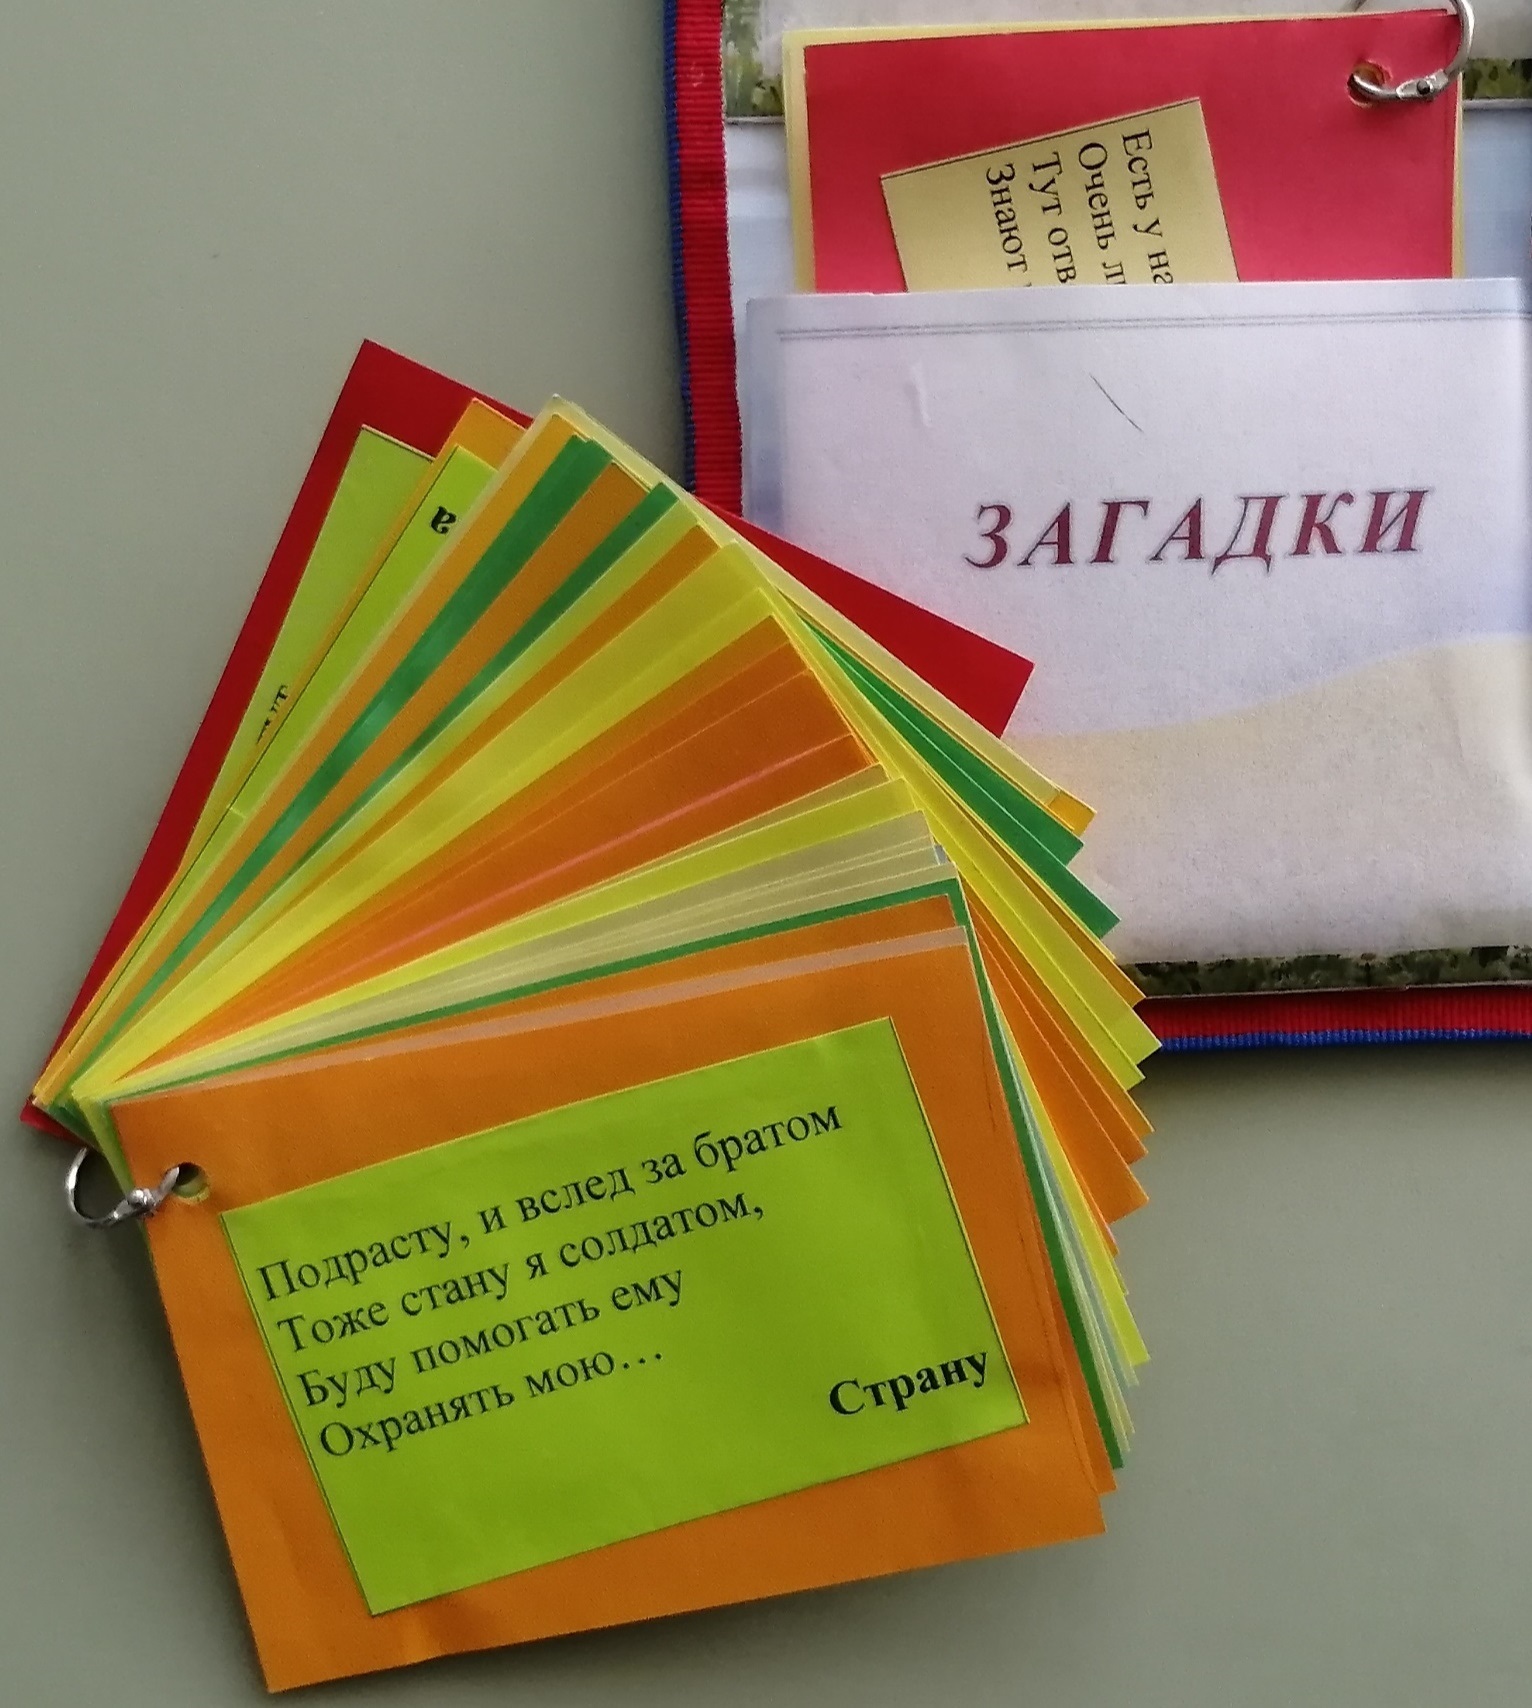 Есть у на
Очень
Тут отв
Знают
ЗАГАДКИ
а
Подрасту, и вслед за братом
Тоже стану я солдатом,
Буду помогать ему
Охранять мою…
Страну